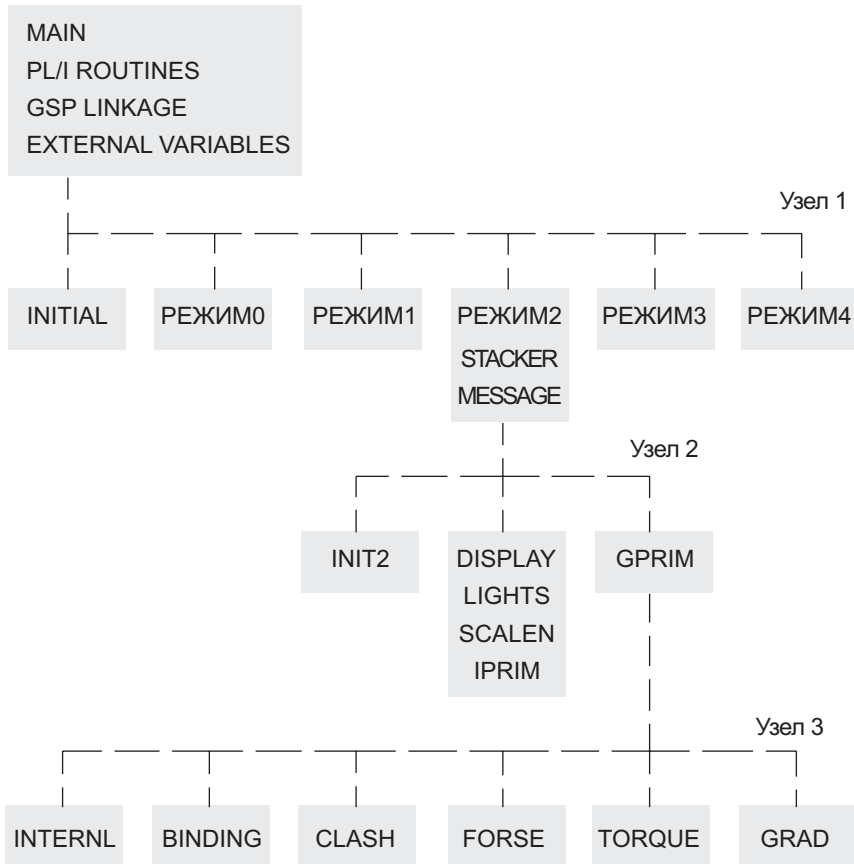 MAIN
PL/I ROUTINES
GSP LINKAGE
EXTERNAL VARIABLES
Узел 1
INITIAL
РЕЖИМ0
РЕЖИМ1
РЕЖИМ2
STACKER
MESSAGE
РЕЖИМ3
РЕЖИМ4
Узел 2
INIT2
DISPLAY
LIGHTS
SCALEN
IPRIM
GPRIM
Узел 3
INTERNL
BINDING
CLASH
FORSE
TORQUE
GRAD